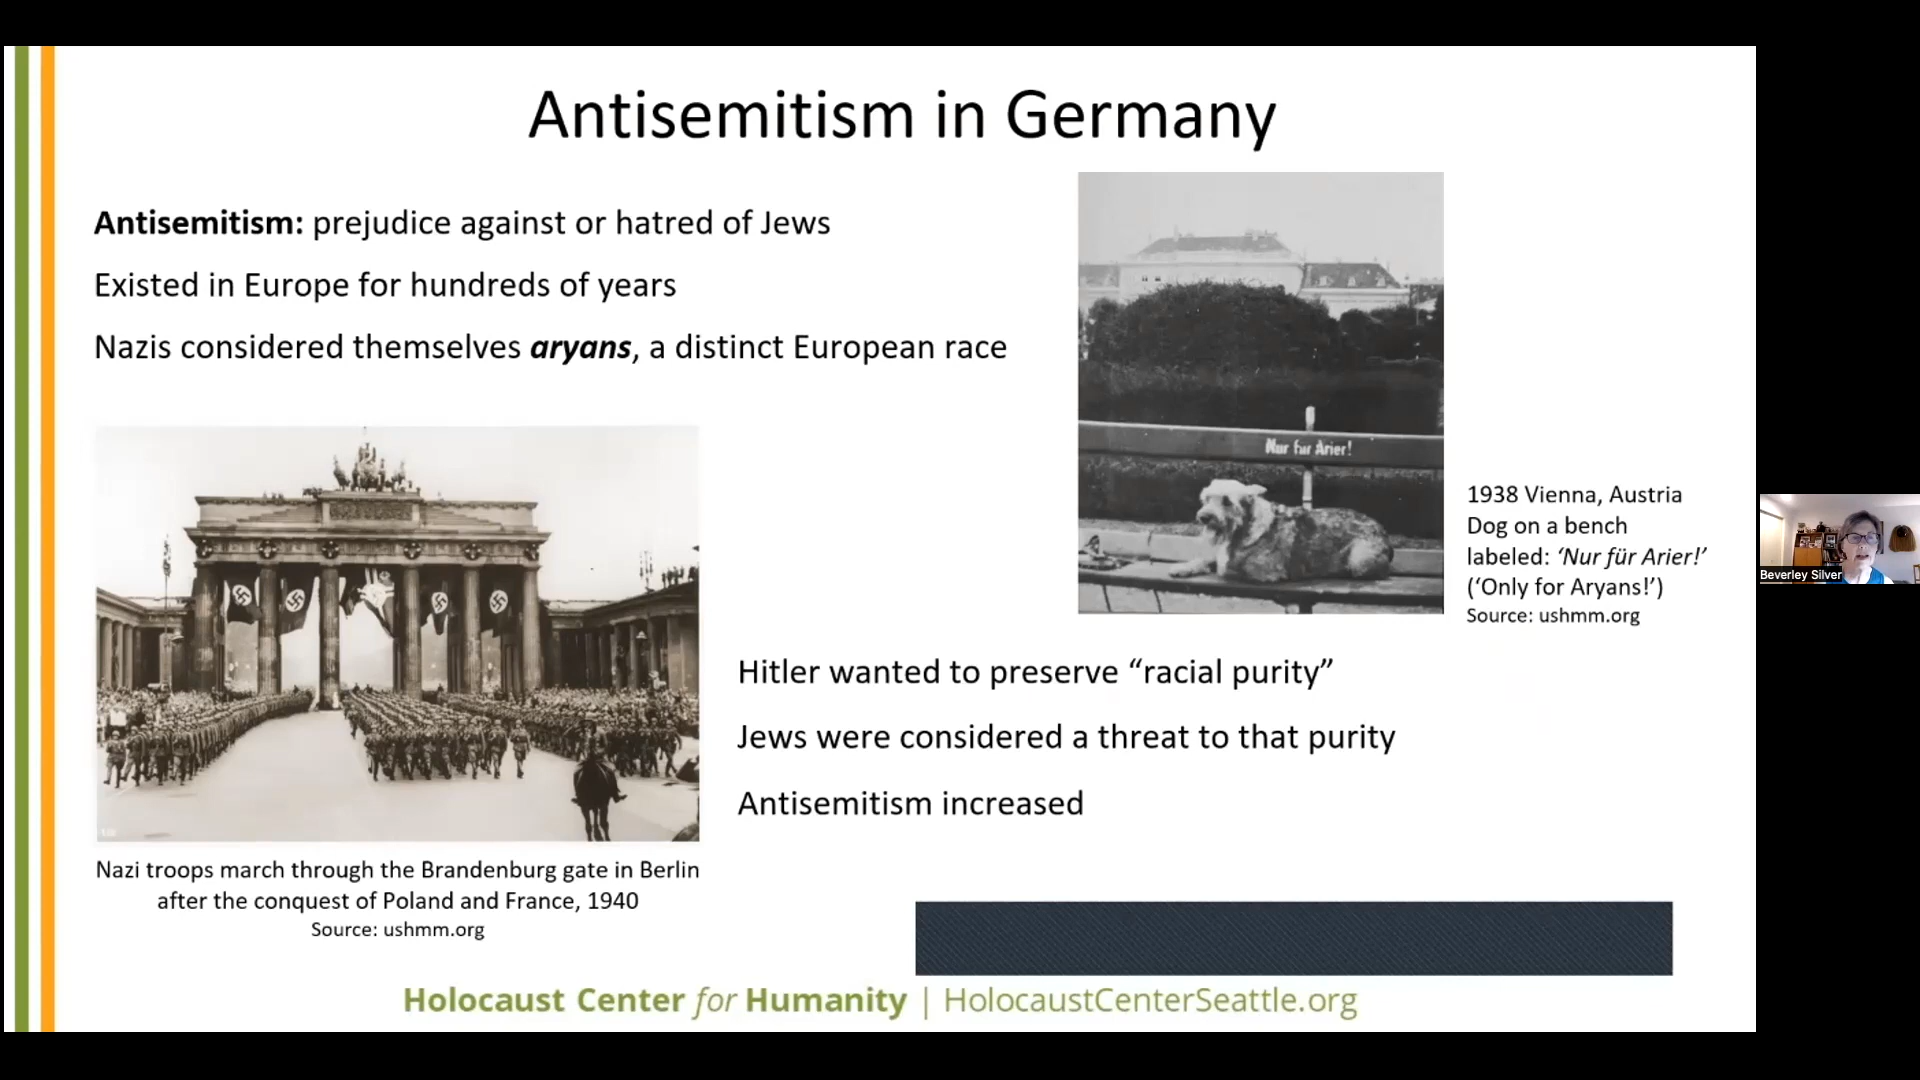 Antisemitism in Germany
Antisemitism: prejudice against or hatred of Jews
Existed in Europe for hundreds of years
Nazis considered themselves aryans, a distinct European race
Nur fur Arier!
1938 Vienna, Austria
Dog on a bench
labeled: ‘Nur für Arier!’
(‘Only for Aryans!’)
Source: ushmm.org
Beverley Silver
Hitler wanted to preserve “racial purity”
Jews were considered a threat to that purity
Antisemitism increased
Nazi troops march through the Brandenburg gate in Berlin
after the conquest of Poland and France, 1940
Source: ushmm.org
Holocaust Center for Humanity | HolocaustCenterSeattle.org